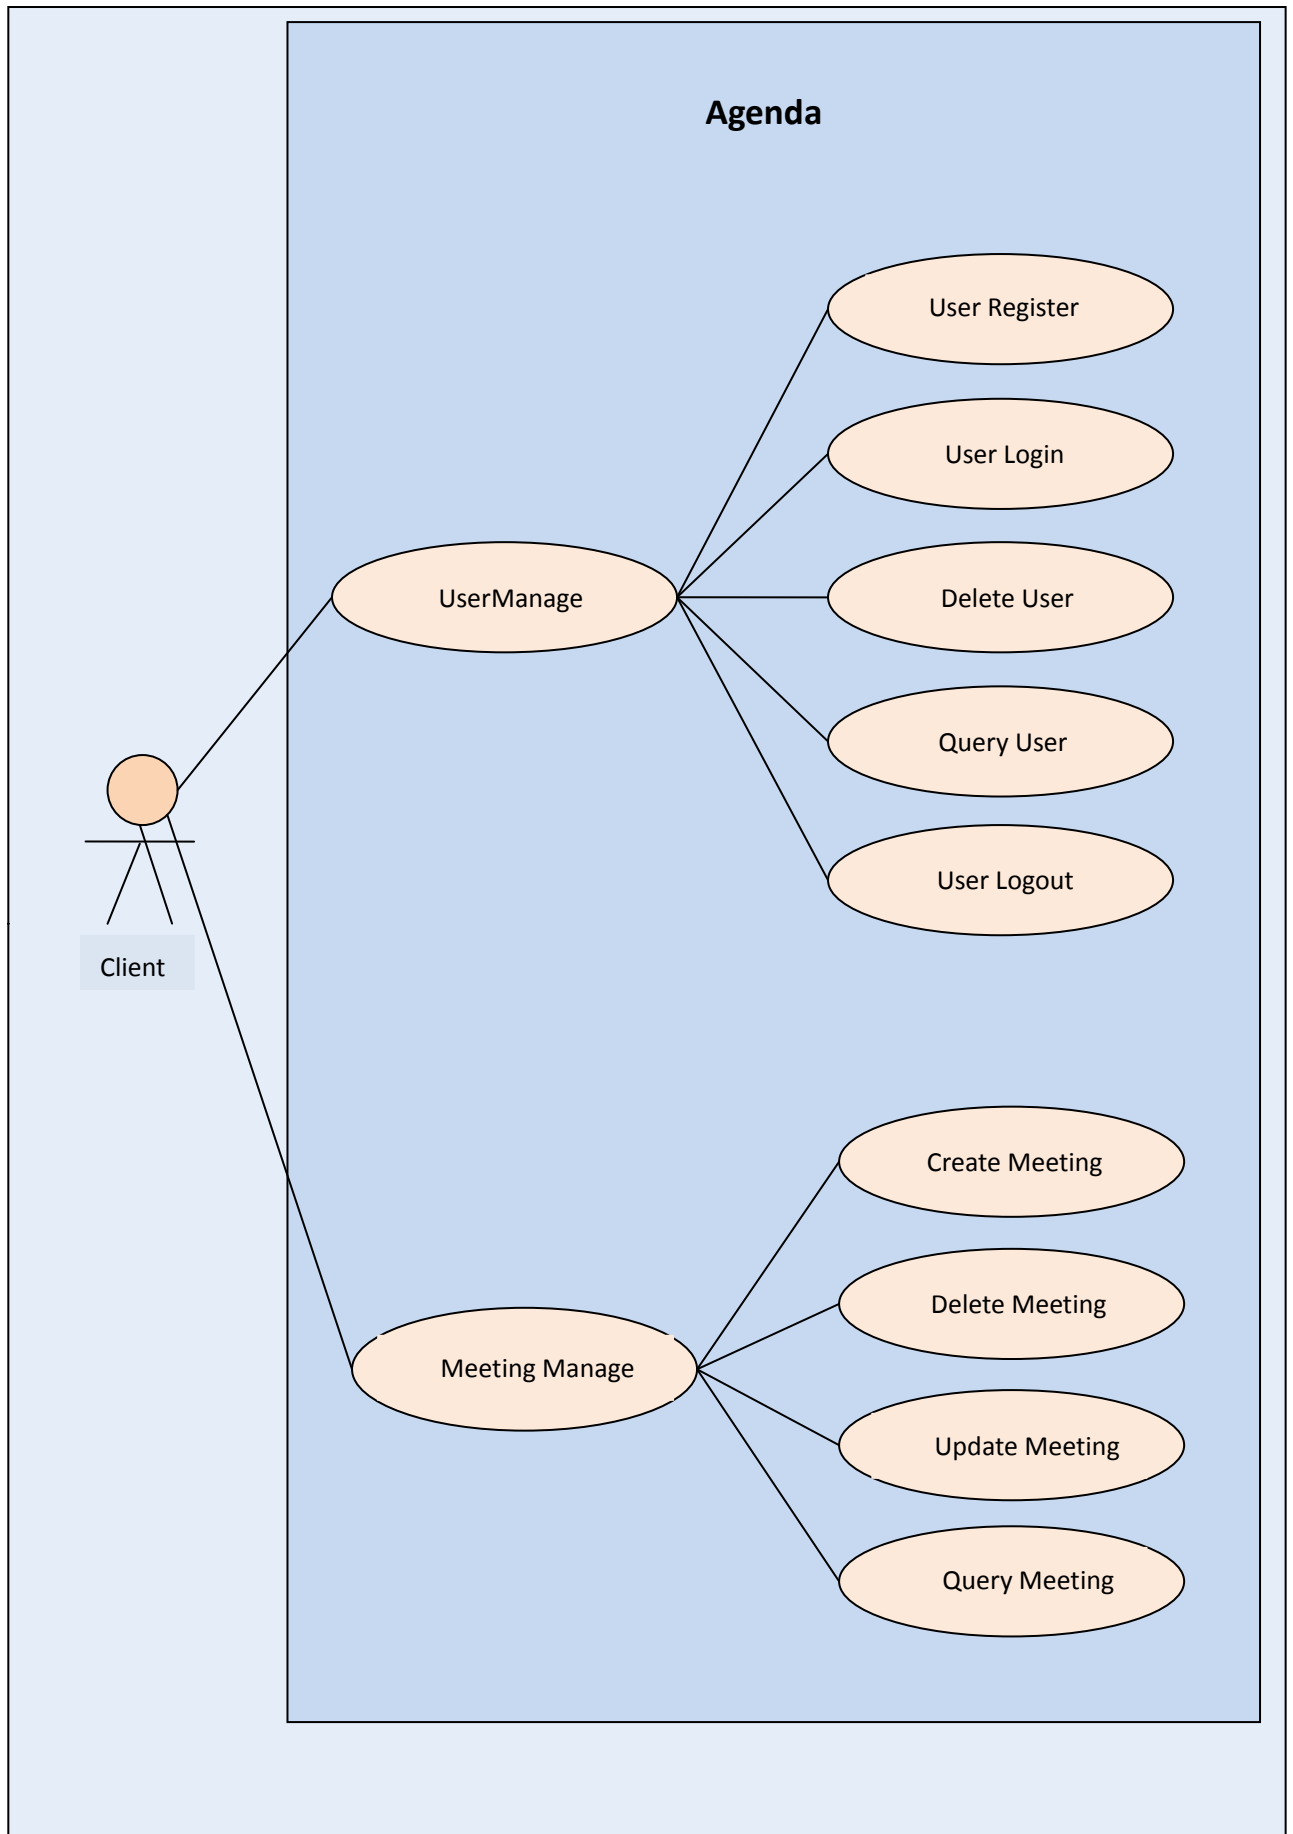 Agenda
User Register
User Login
UserManage
Delete User
Query User
User Logout
Client
Create Meeting
Delete Meeting
Meeting Manage
Update Meeting
Query Meeting